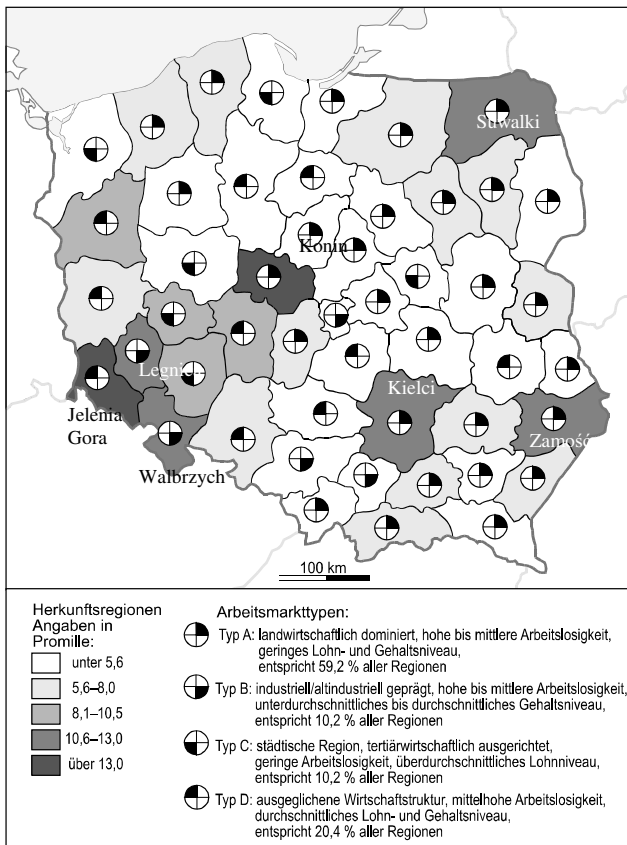 Suwalki
Konin
Legnica
Kielci
Jelenia
Gora
Zamość
Walbrzych
100 km
Herkunftsregionen
Angaben in
Promille:
unter 5,6
5,6–8,0
8,1–10,5
10,6–13,0
über 13,0
Arbeitsmarkttypen:
Typ A: landwirtschaftlich dominiert, hohe bis mittlere Arbeitslosigkeit,
geringes Lohn- und Gehaltsniveau,
entspricht 59,2 % aller Regionen
Typ B: industriell/altindustriell geprägt, hohe bis mittlere Arbeitslosigkeit,
unterdurchschnittliches bis durchschnittliches Gehaltsniveau,
entspricht 10,2 % aller Regionen
Typ C: städtische Region, tertiärwirtschaftlich ausgerichtet,
geringe Arbeitslosigkeit, überdurchschnittliches Lohnniveau,
entspricht 10,2 % aller Regionen
Typ D: ausgeglichene Wirtschaftstruktur, mittelhohe Arbeitslosigkeit,
durchschnittliches Lohn- und Gehaltsniveau,
entspricht 20,4 % aller Regionen